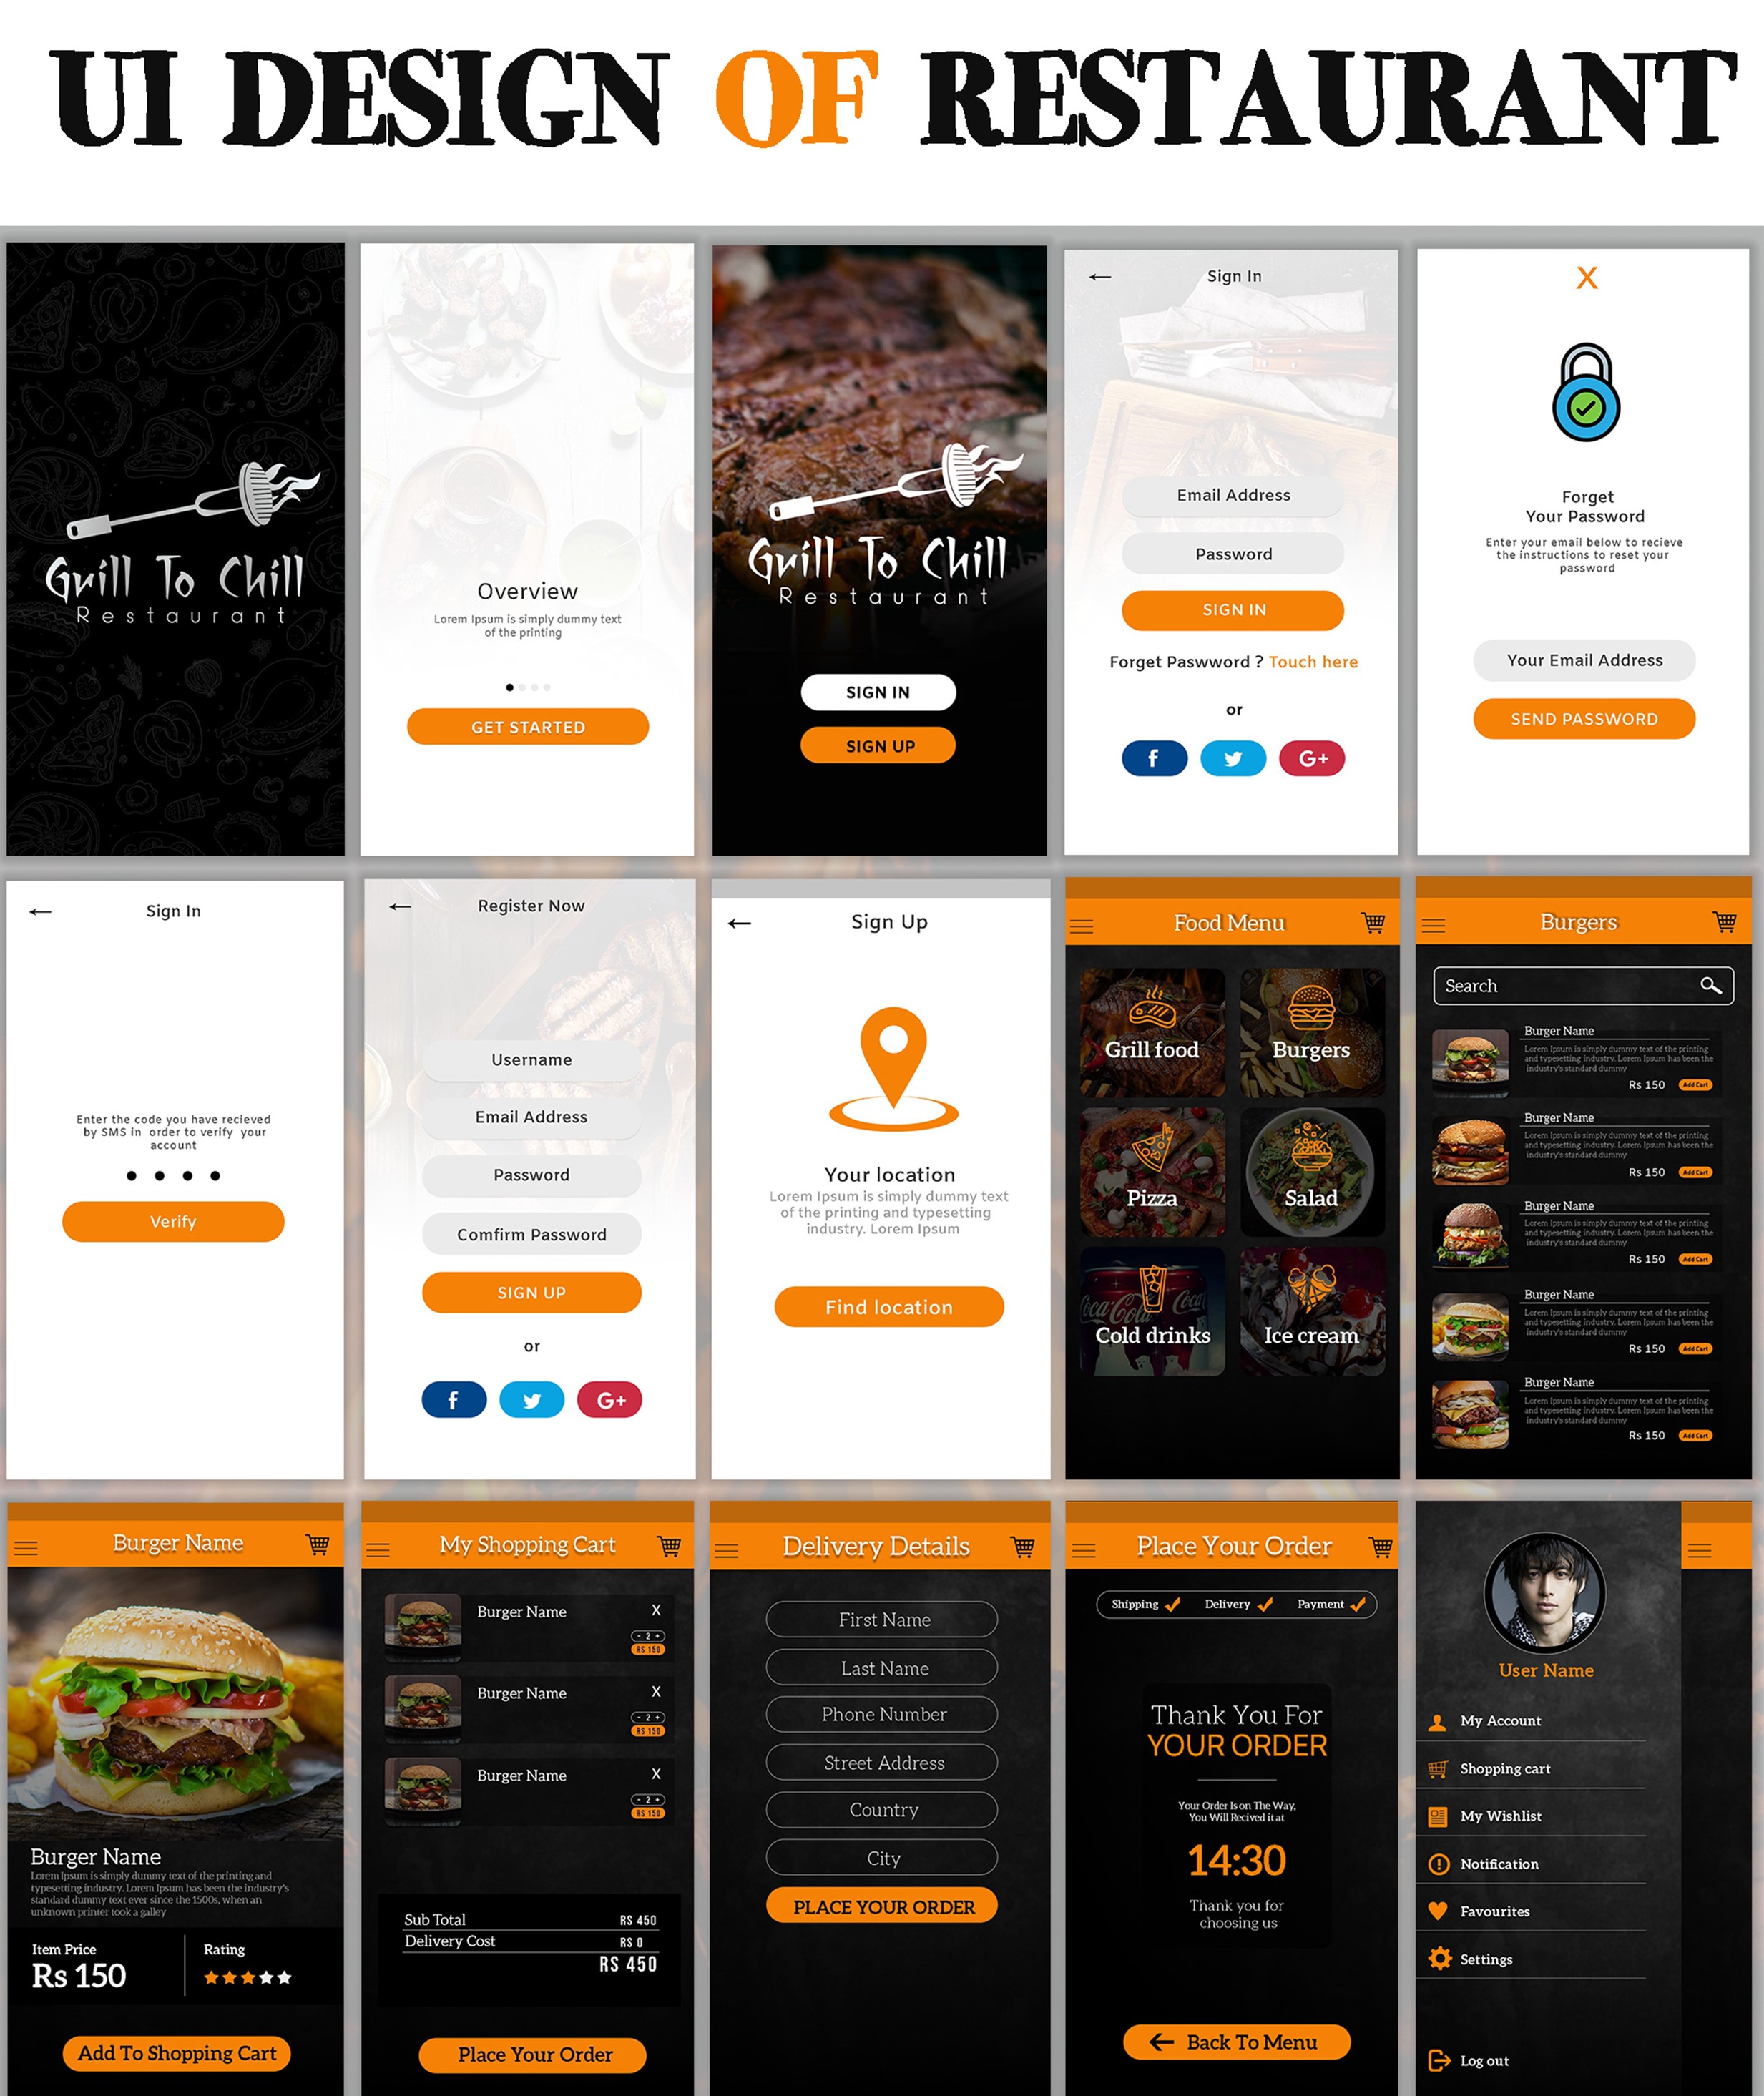 UI DESIGN OF RESTAURANT
Grill To Chill
Restaurant
Overview
Lorem Ipsum is simply dummy text
of the printing
GET STARTED
Grill To Chill
Restaurant
SIGN IN
SIGN UP
Sign In
Email Address
Password
SIGN IN
Forget Paswword ? Touch here
or
f
G+
X
Forget
Your Password
Enter your email below to recieve
the instructions to reset your
password
Your Email Address
SEND PASSWORD
Sign In
Enter the code you have recieved
by SMS in order to verify your
account
Verify
Register Now
Username
Email Address
Password
Comfirm Password
SIGN UP
or
f
G+
Sign Up
Your location
Lorem Ipsum is simply dummy text
of the printing and typesetting
industry. Lorem Ipsum
Find location
Food Menu
Grill food
Burgers
Pizza
Salad
Coca-Cola
Coca
Cold drinks
Ice cream
Burgers
Search
Burger Name
Lorem Ipsum is simply dummy text of the printing
and typesetting industry. Lorem Ipsum has been the
industry's standard dummy
Rs 150 Add Cart
Burger Name
Lorem Ipsum is simply dummy text of the printing
and typesetting industry. Lorem Ipsum has been the
industry's standard dummy
Rs 150 Add Cart
Burger Name
Lorem Ipsum is simply dummy text of the printing
and typesetting industry. Lorem Ipsum has been the
industry's standard dummy
Rs 150 Add Cart
Burger Name
Lorem Ipsum is simply dummy text of the printing
and typesetting industry. Lorem Ipsum has been the
industry's standard dummy
Rs 150 Add Cart
Burger Name
Lorem Ipsum is simply dummy text of the printing
and typesetting industry. Lorem Ipsum has been the
industry's standard dummy
Rs 150 Add Cart
Burger Name
Burger Name
Lorem Ipsum is simply dummy text of the printing and
typesetting industry. Lorem Ipsum has been the industry's
standard dummy text ever since the 1500s, when an
unknown printer took a galley
Item Price
Rs 150
Rating
Add To Shopping Cart
My Shopping Cart
Burger Name X
- 2 +
RS 150
Burger Name X
- 2 +
RS 150
Burger Name X
- 2 +
RS 150
Sub Total RS 450
Delivery Cost RS 0
RS 450
Place Your Order
Delivery Details
First Name
Last Name
Phone Number
Street Address
Country
City
PLACE YOUR ORDER
Place Your Order
Shipping Delivery Payment
Thank You For
YOUR ORDER
Your Order Is on The Way,
You Will Recived it at
14:30
Thank you for
choosing us
Back To Menu
User Name
My Account
Shopping cart
My Wishlist
Notification
Favourites
Settings
Log out